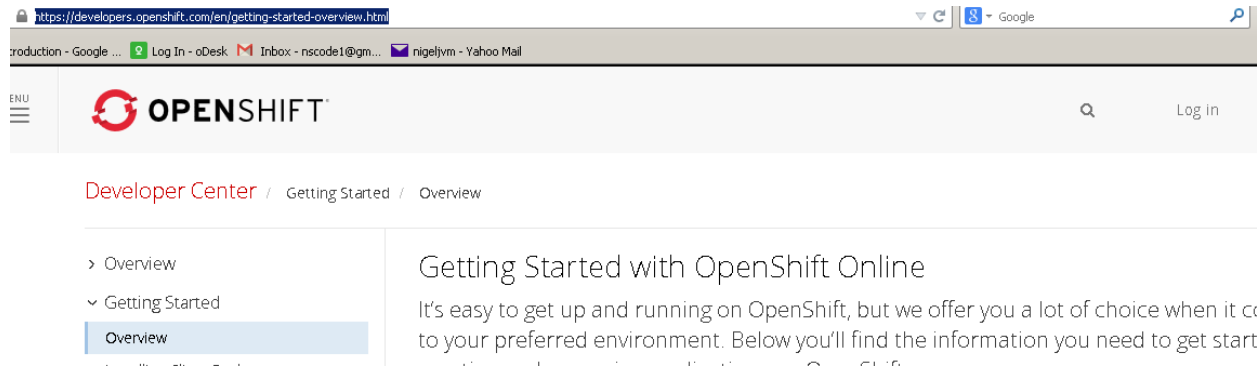 https://developers.openshift.com/en/getting-started-overview.html Google
troduction - Google ... Log In - oDesk Inbox - nscode1@gm... nigeljvm - Yahoo Mail
ENU
OPENSHIFT Log in
Developer Center / Getting Started / Overview
Overview
Getting Started
Overview
Getting Started with OpenShift Online
It's easy to get up and running on OpenShift, but we offer you a lot of choice when it co
to your preferred environment. Below you'll find the information you need to get start